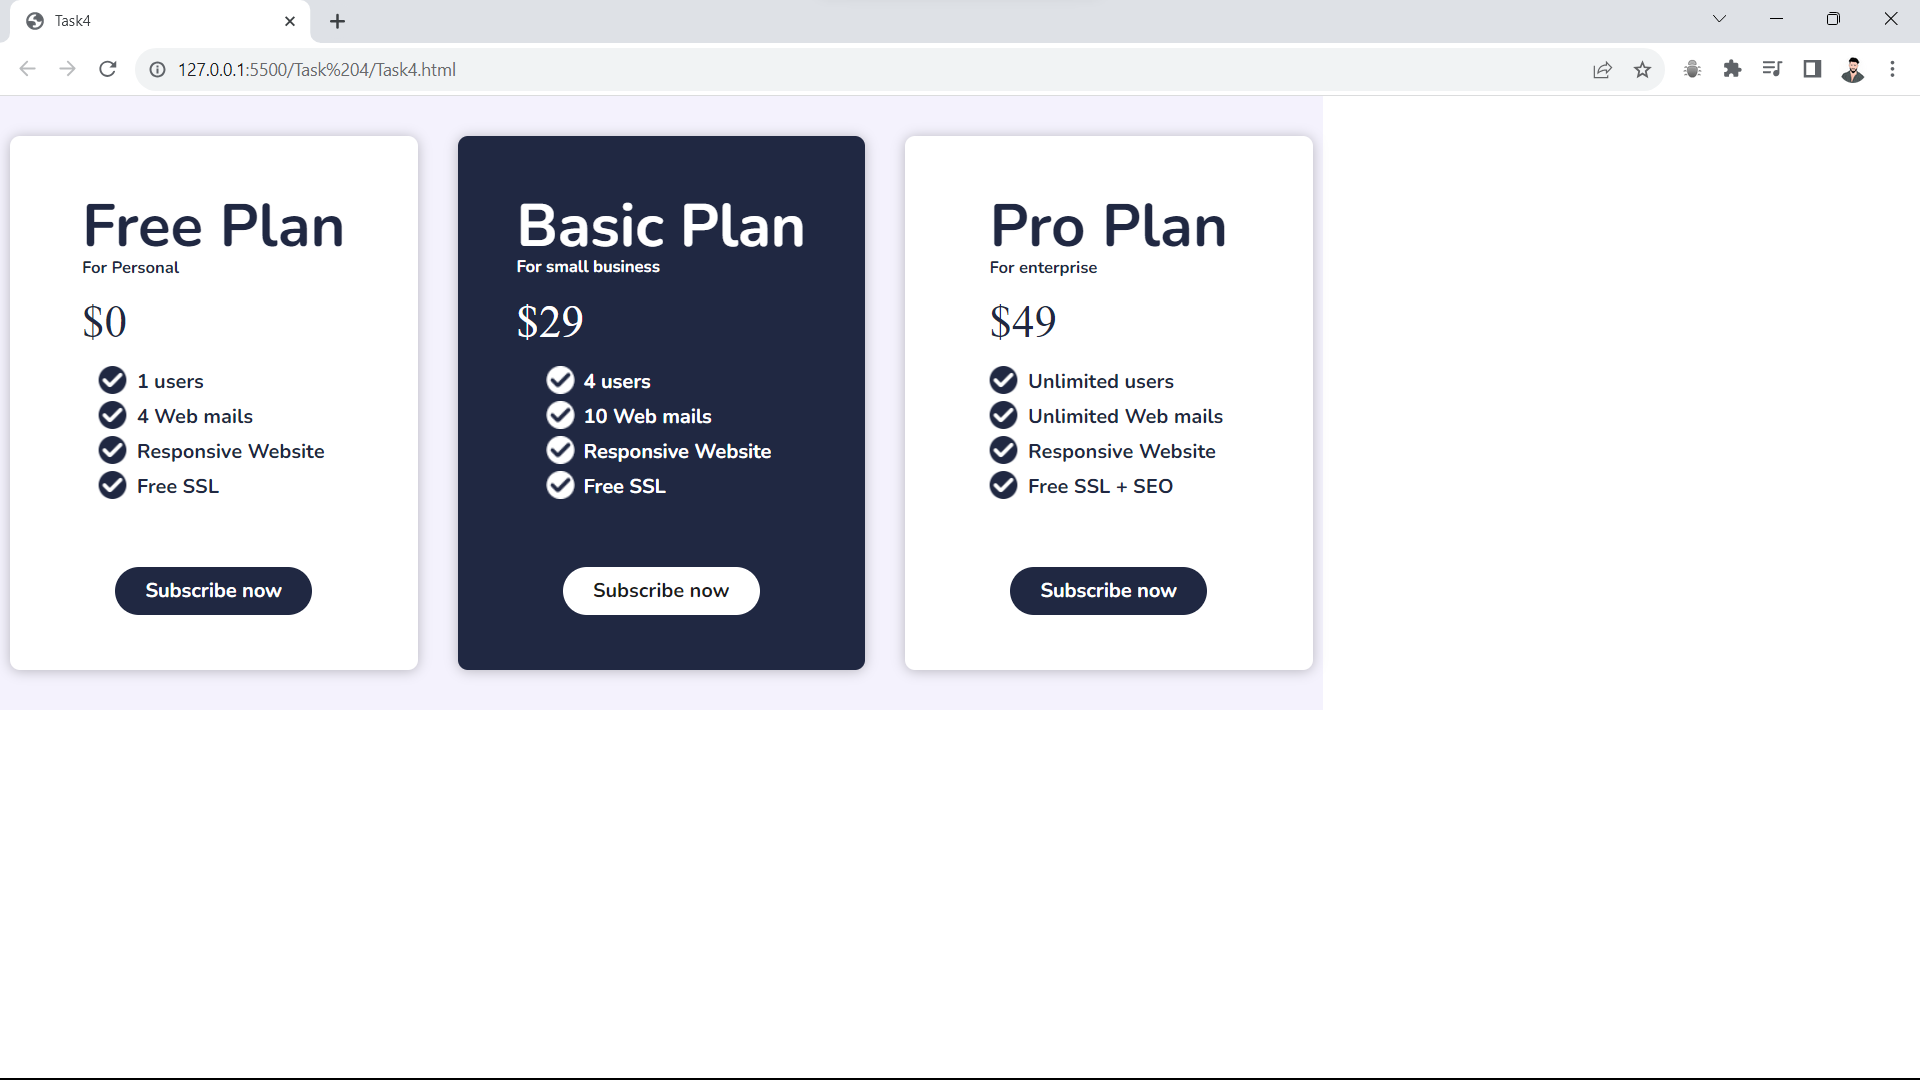 Task4
127.0.0.1:5500/Task%204/Task4.html
Free Plan
For Personal
$0
1 users
4 Web mails
Responsive Website
Free SSL
Subscribe now
Basic Plan
For small business
$29
4 users
10 Web mails
Responsive Website
Free SSL
Subscribe now
Pro Plan
For enterprise
$49
Unlimited users
Unlimited Web mails
Responsive Website
Free SSL + SEO
Subscribe now